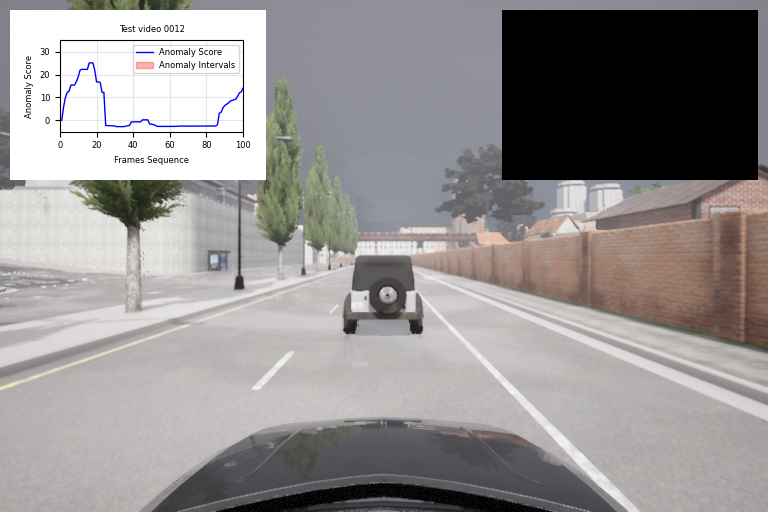 Test video 0012
Anomaly Score
Anomaly Intervals
Anomaly Score
30
20
10
0
0 20 40 60 80 100
Frames Sequence